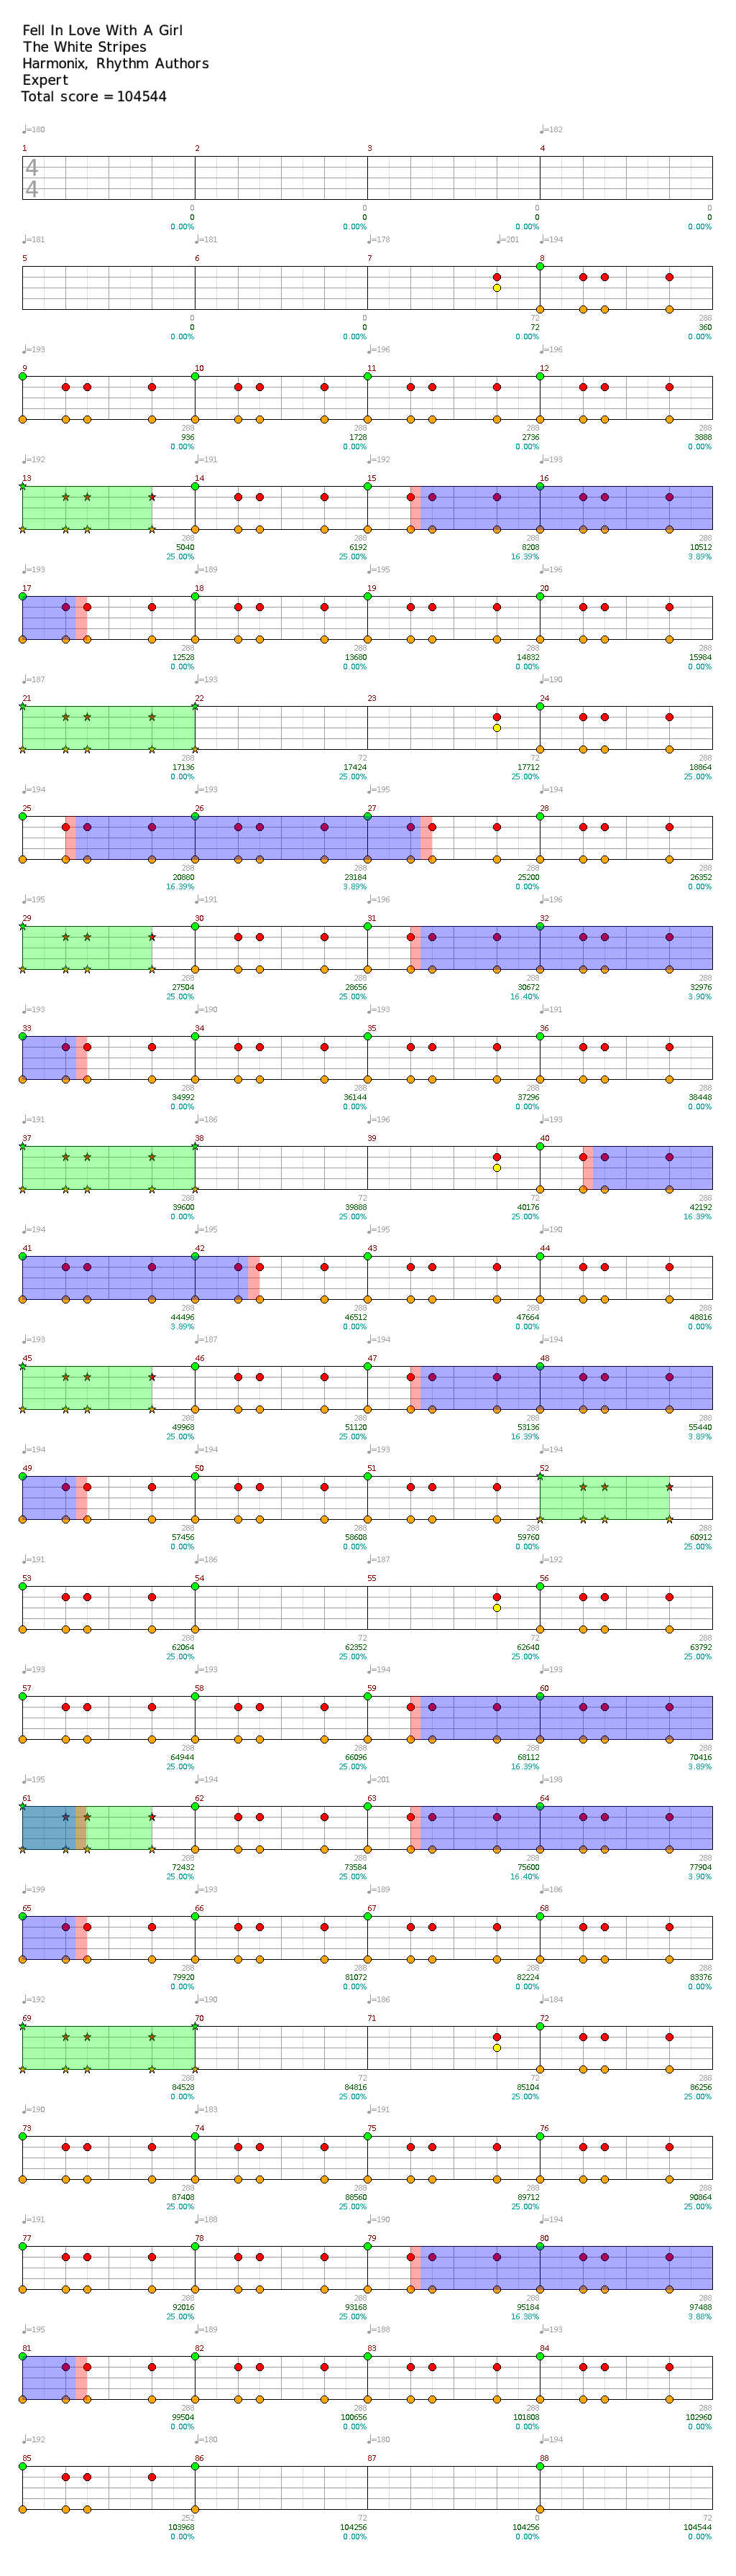 Fell In Love With A Girl
The White Stripes
Harmonix, Rhythm Authors
Expert
Total score = 104544
♩=180 ♩=182
1 2 3 4
4
4
0 0 0 0
0 0 0 0
0.00% 0.00% 0.00% 0.00%
♩=181 ♩=181 ♩=178 ♩=201 ♩=194
5 6 7 8
0 0 72 288
0 0 72 360
0.00% 0.00% 0.00% 0.00%
♩=193 ♩=196 ♩=196
9 10 11 12
288 288 288 288
936 1728 2736 3888
0.00% 0.00% 0.00% 0.00%
♩=192 ♩=191 ♩=195 ♩=193
13 14 15 16
288 288 288 288
5040 6192 8208 10512
25.00% 25.00% 16.39% 3.89%
♩=193 ♩=189 ♩=195 ♩=196
17 18 19 20
288 288 288 288
12528 13680 14832 15984
0.00% 0.00% 0.00% 0.00%
♩=187 ♩=193 ♩=190
21 22 23 24
288 72 72 288
17136 17424 17712 18864
0.00% 25.00% 25.00% 25.00%
♩=194 ♩=193 ♩=195 ♩=194
25 26 27 28
288 288 288 288
20880 23184 25200 26352
16.39% 3.89% 0.00% 0.00%
♩=195 ♩=191 ♩=196 ♩=196
29 30 31 32
288 288 288 288
27504 28656 30672 32976
25.00% 25.00% 16.40% 3.90%
♩=193 ♩=190 ♩=193 ♩=191
33 34 35 36
288 288 288 288
34992 36144 37296 38448
0.00% 0.00% 0.00% 0.00%
♩=191 ♩=186 ♩=196 ♩=193
37 38 39 40
288 72 72 288
39600 39888 40176 42192
0.00% 25.00% 25.00% 16.39%
♩=194 ♩=195 ♩=195 ♩=190
41 42 43 44
288 288 288 288
44496 46512 47664 48816
3.89% 0.00% 0.00% 0.00%
♩=193 ♩=187 ♩=194 ♩=194
45 46 47 48
288 288 288 288
49968 51120 53136 55440
25.00% 25.00% 16.39% 3.89%
♩=194 ♩=194 ♩=193 ♩=194
49 50 51 52
288 288 288 288
57456 58608 59760 60912
0.00% 0.00% 0.00% 25.00%
♩=191 ♩=186 ♩=187 ♩=192
53 54 55 56
288 72 72 288
62064 62352 62640 63792
25.00% 25.00% 25.00% 25.00%
♩=193 ♩=193 ♩=194 ♩=193
57 58 59 60
288 288 288 288
64944 66096 68112 70416
25.00% 25.00% 16.39% 3.89%
♩=195 ♩=194 ♩=201 ♩=198
61 62 63 64
288 288 288 288
72432 73584 75600 77904
25.00% 25.00% 16.40% 3.90%
♩=199 ♩=193 ♩=189 ♩=186
65 66 67 68
288 288 288 288
79920 81072 82224 83376
0.00% 0.00% 0.00% 0.00%
♩=192 ♩=190 ♩=186 ♩=184
69 70 71 72
288 72 72 288
84528 84816 85104 86256
0.00% 25.00% 25.00% 25.00%
♩=190 ♩=183 ♩=191
73 74 75 76
288 288 288 288
87408 88560 89712 90864
25.00% 25.00% 25.00% 25.00%
♩=191 ♩=188 ♩=190 ♩=194
77 78 79 80
288 288 288 288
92016 93168 95184 97488
25.00% 25.00% 16.38% 3.88%
♩=195 ♩=189 ♩=188 ♩=193
81 82 83 84
288 288 288 288
99504 100656 101808 102960
0.00% 0.00% 0.00% 0.00%
♩=192 ♩=180 ♩=180 ♩=194
85 86 87 88
252 72 0 72
103968 104256 104256 104544
0.00% 0.00% 0.00% 0.00%